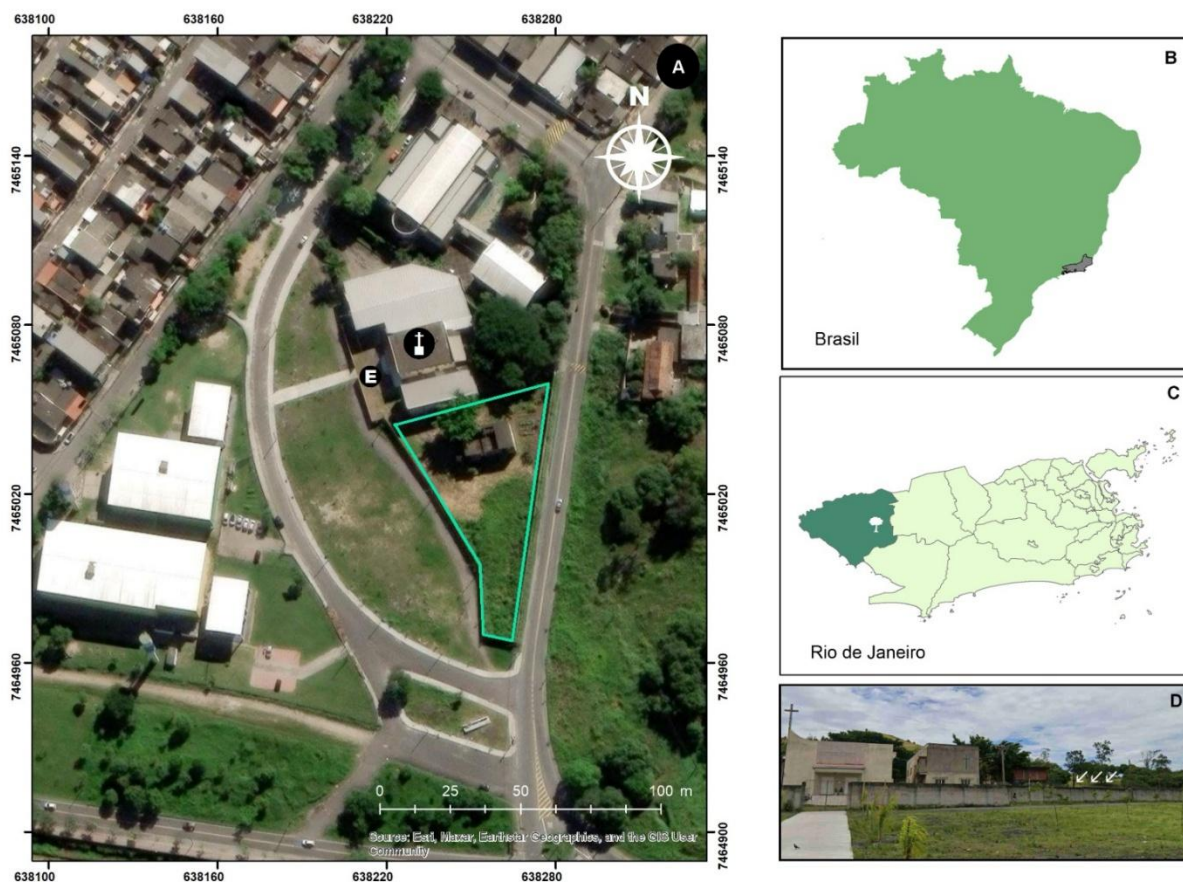 638100 638160 638220 638280
A
N
7465140 7465140
7465080 7465080
E
7465020 7465020
7464960 7464960
0 25 50 100 m
Source: Esri, Maxar, Earthstar Geographics, and the GIS User
Community
7464900
638100 638160 638220 638280
B
Brasil
C
Rio de Janeiro
D